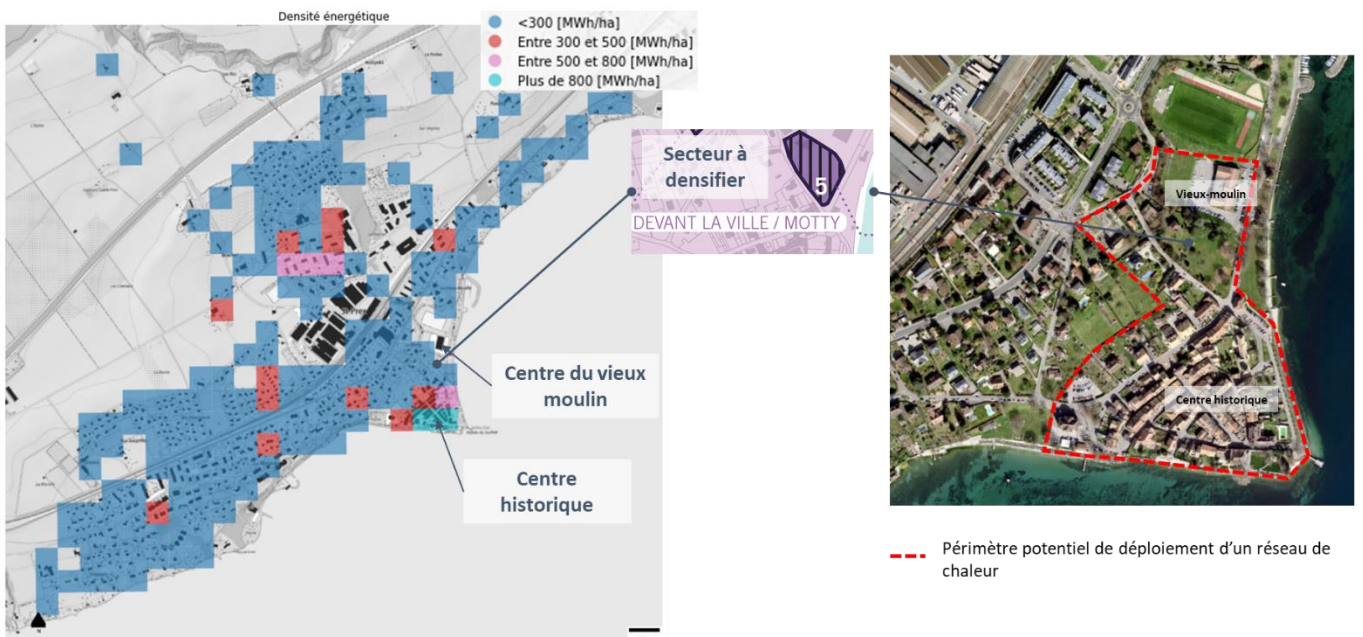 Densité énergétique
<300 [MWh/ha]
Entre 300 et 500 [MWh/ha]
Entre 500 et 800 [MWh/ha]
Plus de 800 [MWh/ha]
Secteur à
densifier
5
DEVANT LA VILLE / MOTTY
Centre du vieux
moulin
Centre
historique
Vieux-moulin
Centre historique
Périmètre potentiel de déploiement d'un réseau de
chaleur